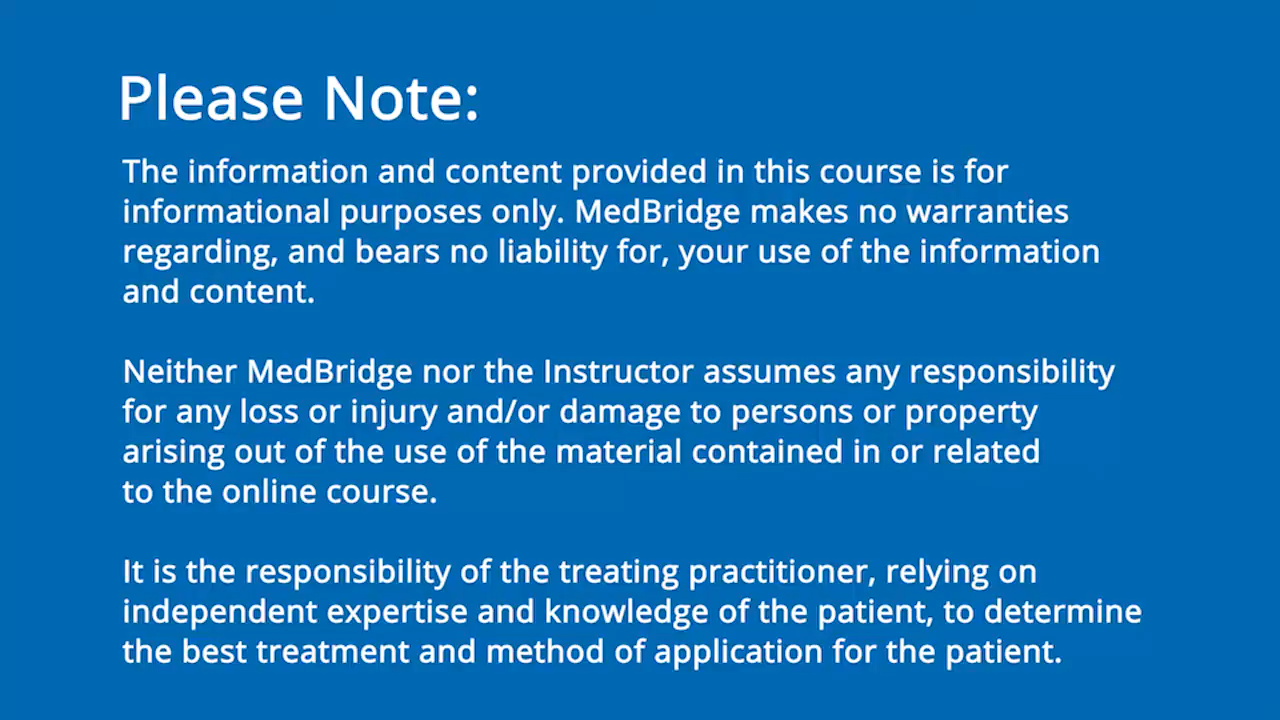 Please Note:
The information and content provided in this course is for
informational purposes only. MedBridge makes no warranties
regarding, and bears no liability for, your use of the information
and content.
Neither MedBridge nor the Instructor assumes any responsibility
for any loss or injury and/or damage to persons or property
arising out of the use of the material contained in or related
to the online course.
It is the responsibility of the treating practitioner, relying on
independent expertise and knowledge of the patient, to determine
the best treatment and method of application for the patient.